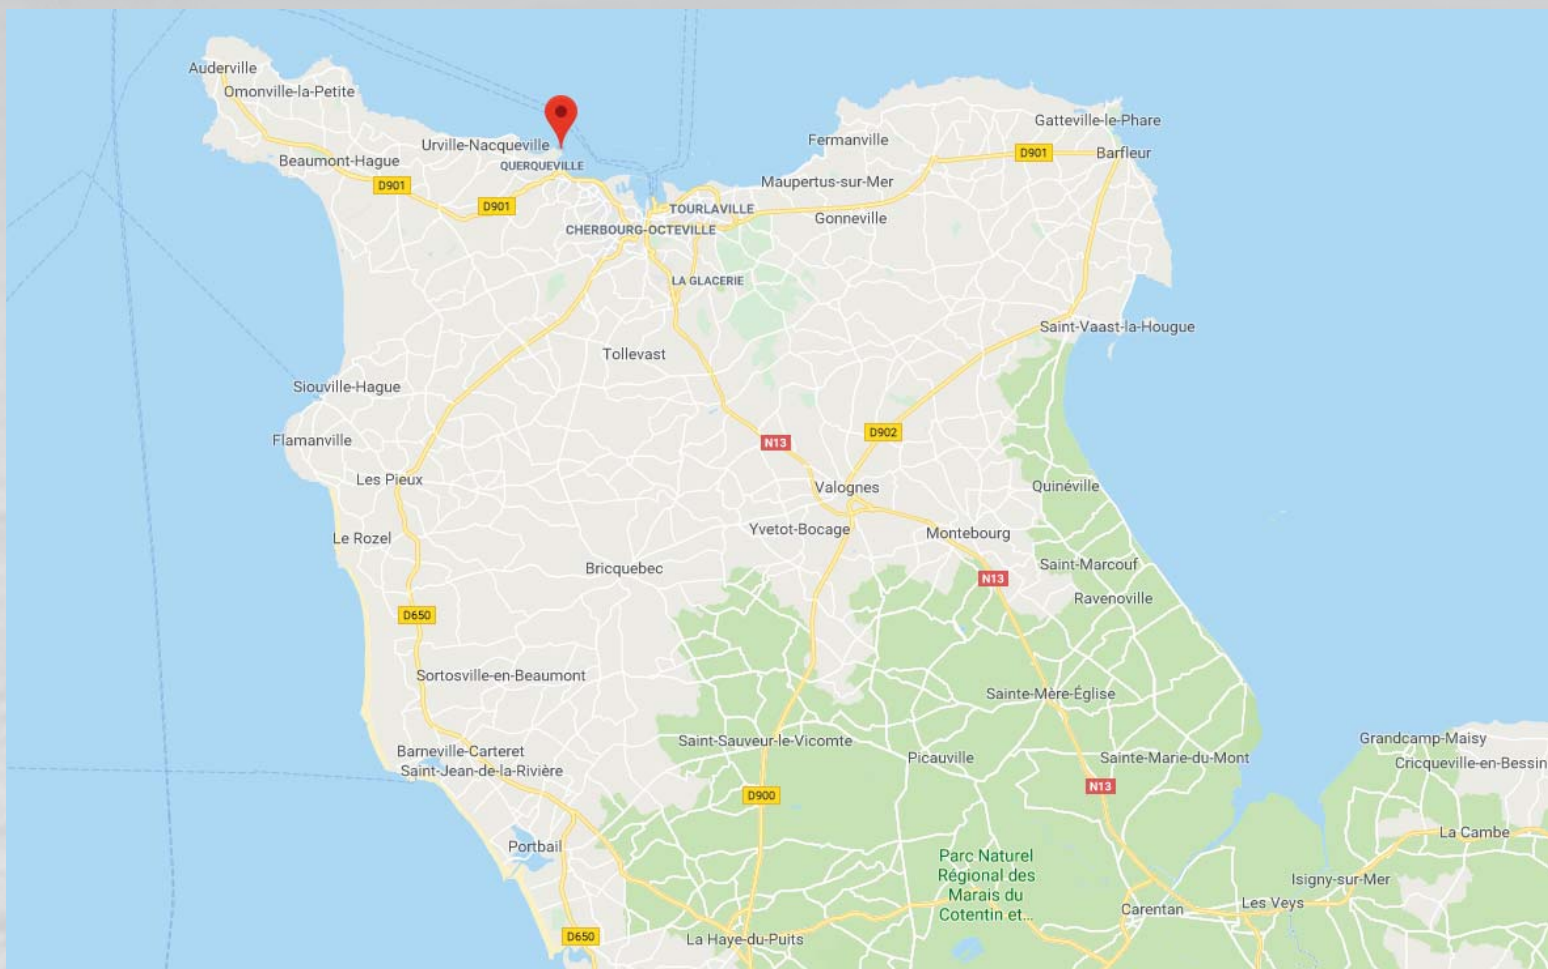 Auderville
Omonville-la-Petite
Gatteville-le-Phare
Fermanville
Urville-Nacqueville
Barfleur
D901
Beaumont-Hague
QUERQUEVILLE
Maupertus-sur-Mer
D901
D901
TOURLAVILLE
Gonneville
CHERBOURG-OCTEVILLE
LA GLACERIE
Saint-Vaast-la-Hougue
Tollevast
Siouville-Hague
D902
Flamanville
N13
Les Pieux
Valognes
Quinéville
Yvetot-Bocage
Montebourg
Le Rozel
Saint-Marcouf
Bricquebec
N13
Ravenoville
D650
Sortosville-en-Beaumont
Sainte-Mère-Église
Saint-Sauveur-le-Vicomte
Grandcamp-Maisy
Barneville-Carteret
Picauville
Sainte-Marie-du-Mont
Cricqueville-en-Bessin
Saint-Jean-de-la-Rivière
N13
D900
La Cambe
Portbail
Parc Naturel
Régional des
Marais du
Cotentin et...
Isigny-sur-Mer
Les Veys
Carentan
D650
La Haye-du-Puits